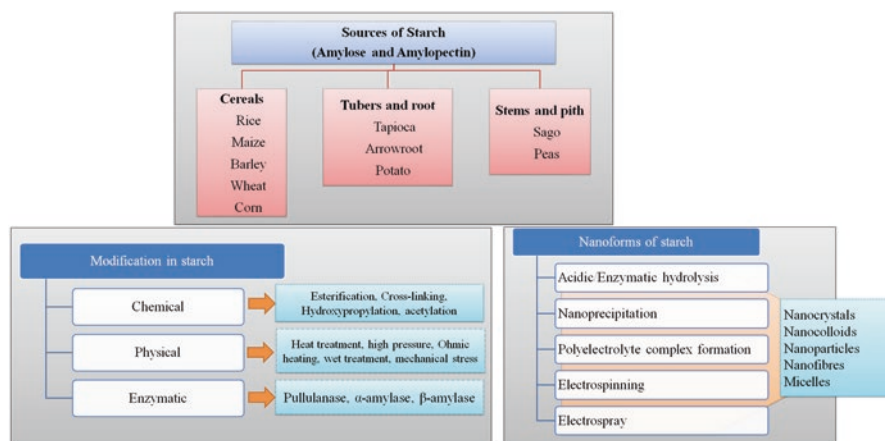 Sources of Starch
(Amylose and Amylopectin)
Cereals
Rice
Maize
Barley
Wheat
Corn
Tubers and root
Tapioca
Arrowroot
Potato
Stems and pith
Sago
Peas
Modification in starch
Chemical
Esterification, Cross-linking,
Hydroxypropylation, acetylation
Physical
Heat treatment, high pressure, Ohmic
heating, wet treatment, mechanical stress
Enzymatic
Pullulanase, α-amylase, β-amylase
Nanoforms of starch
Acidic/Enzymatic hydrolysis
Nanoprecipitation
Polyelectrolyte complex formation
Electrospinning
Electrospray
Nanocrystals
Nanocolloids
Nanoparticles
Nanofibres
Micelles